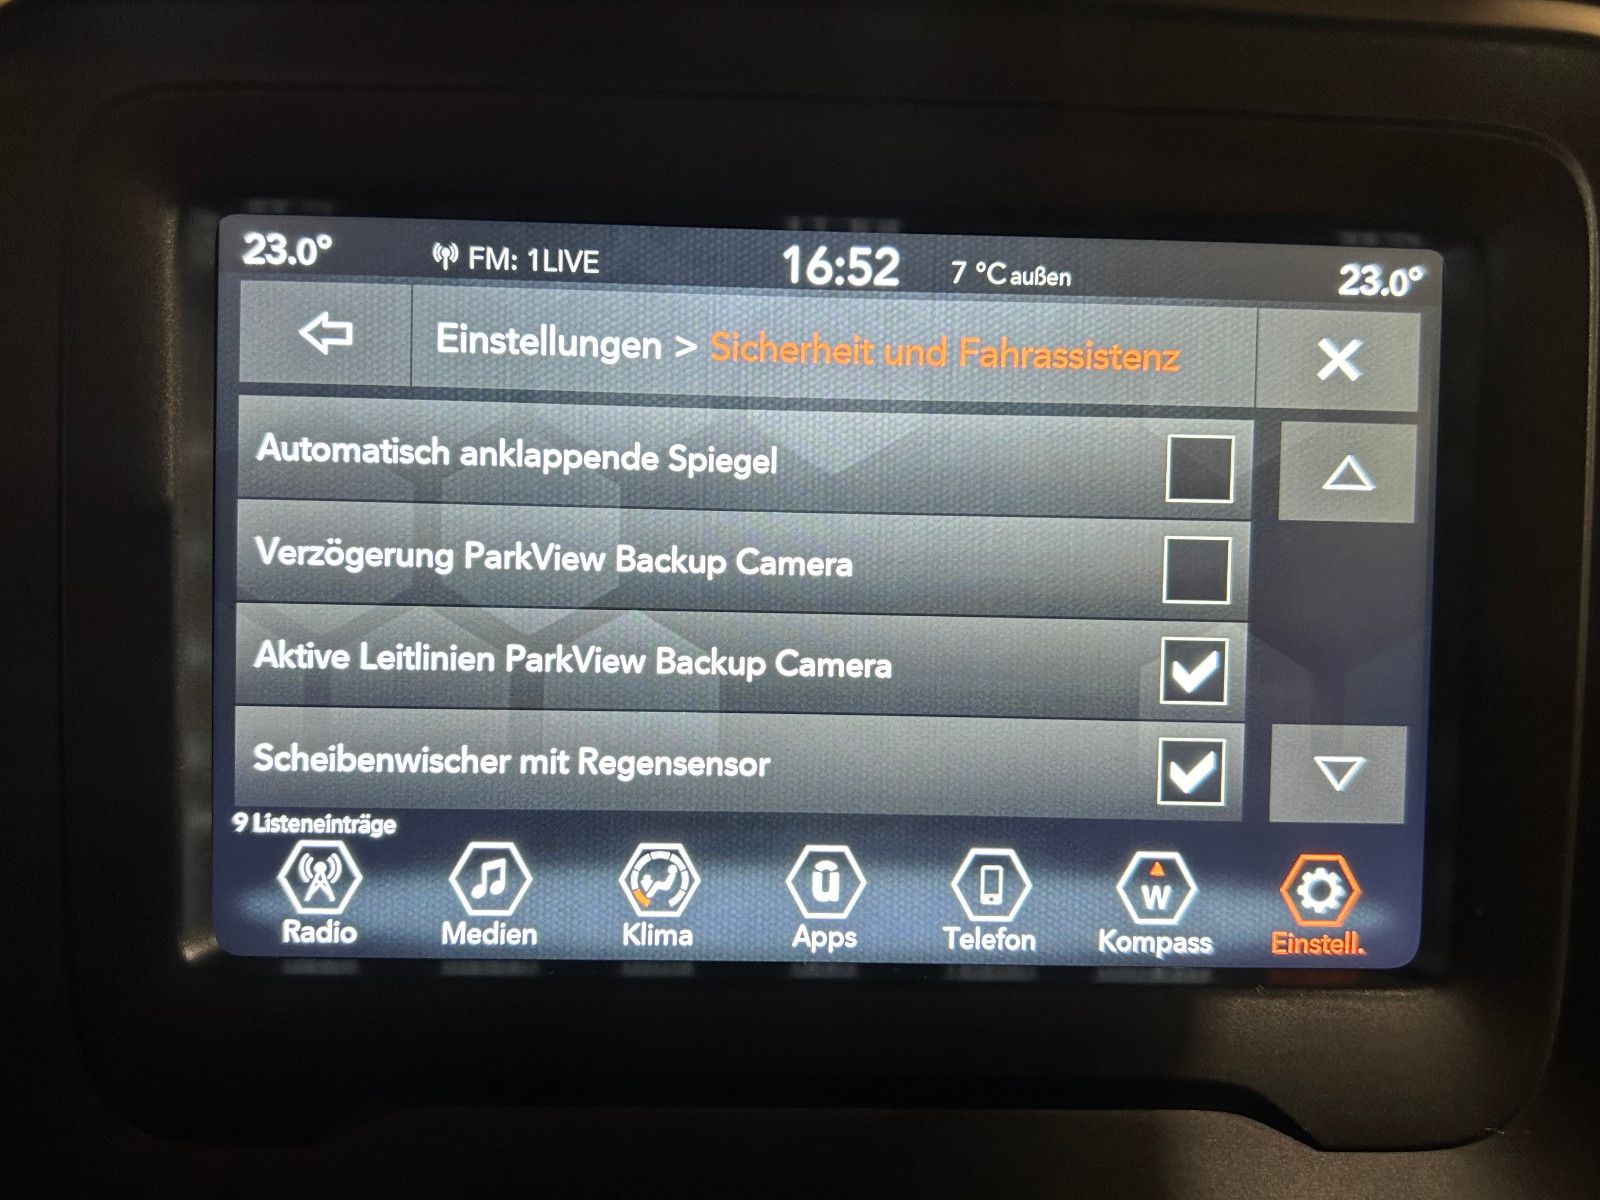 23.0° FM: 1LIVE 16:52 7 °C außen 23.0°
Einstellungen > Sicherheit und Fahrassistenz
Automatisch anklappende Spiegel
Verzögerung ParkView Backup Camera
Aktive Leitlinien ParkView Backup Camera
Scheibenwischer mit Regensensor
9 Listeneinträge
W
Radio Medien Klima Apps Telefon Kompass Einstell.